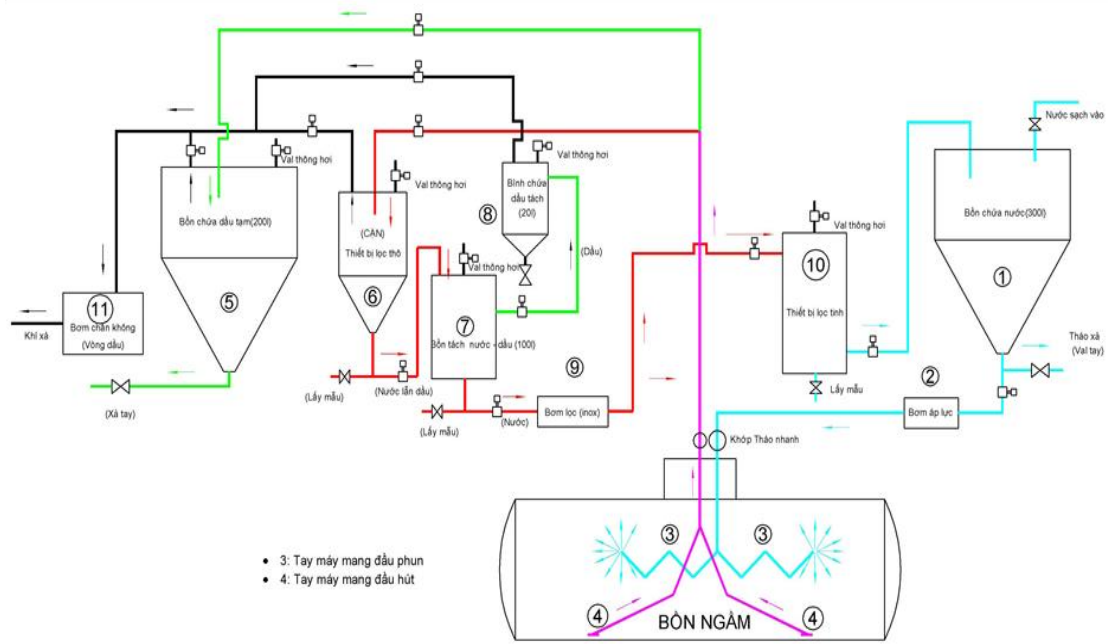 Nước sạch vào
Val thông hơi
Val thông hơi
Val thông hơi
Bình chứa
dầu tách
(20l)
8
Bồn chứa dầu tạm(200l)
(CẶN)
Thiết bị lọc thô
Val thông hơi
Bồn chứa nước(300l)
(Dầu)
Val thông hơi
10
1
11
5
6
7
Bơm chân không
(Vòng dầu)
Khí xả
Bồn tách nước - dầu (100l)
Thiết bị lọc tinh
Tháo xả
(Val tay)
9
2
(Xả tay)
(Lấy mẫu)
(Nước lẫn dầu)
Lấy mẫu
(Lấy mẫu)
(Nước)
Bơm lọc (inox)
Bơm áp lực
Khớp Tháo nhanh
3
3
• 3: Tay máy mang đầu phun
• 4: Tay máy mang đầu hút
4
4
BỒN NGẦM